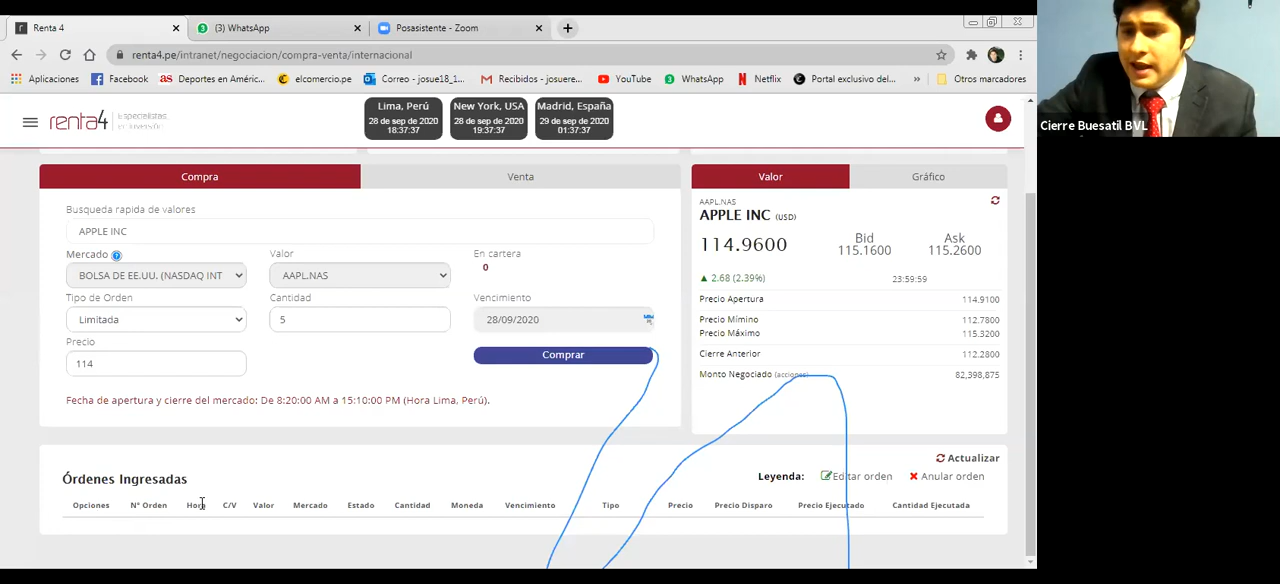 Renta 4
(3) WhatsApp
Posasistente - Zoom
renta4.pe/intranet/negociacion/compra-venta/internacional
Aplicaciones
Facebook
Deportes en Améric...
elcomercio.pe
Correo - josue18_1...
Recibidos - josuere...
YouTube
WhatsApp
Netflix
Portal exclusivo del...
»
Otros marcadores
renta4
Especialistas en inversión
Lima, Perú
28 de sep de 2020
18:37:37
New York, USA
28 de sep de 2020
19:37:37
Madrid, España
29 de sep de 2020
01:37:37
Cierre Buesatil BVL
Compra
Venta
Busqueda rapida de valores
APPLE INC
Mercado
Valor
En cartera
BOLSA DE EE.UU. (NASDAQ INT
AAPL.NAS
0
Tipo de Orden
Cantidad
Vencimiento
Limitada
5
28/09/2020
Precio
114
Comprar
Fecha de apertura y cierre del mercado: De 8:20:00 AM a 15:10:00 PM (Hora Lima, Perú).
Valor
Gráfico
AAPL.NAS
APPLE INC (USD)
114.9600
Bid
115.1600
Ask
115.2600
▲ 2.68 (2.39%)
23:59:59
Precio Apertura 114.9100
Precio Mímino 112.7800
Precio Máximo 115.3200
Cierre Anterior 112.2800
Monto Negociado (acciones) 82,398,875
Actualizar
Órdenes Ingresadas
Leyenda: Editar orden Anular orden
Opciones N° Orden Hora C/V Valor Mercado Estado Cantidad Moneda Vencimiento Tipo Precio Precio Disparo Precio Ejecutado Cantidad Ejecutada